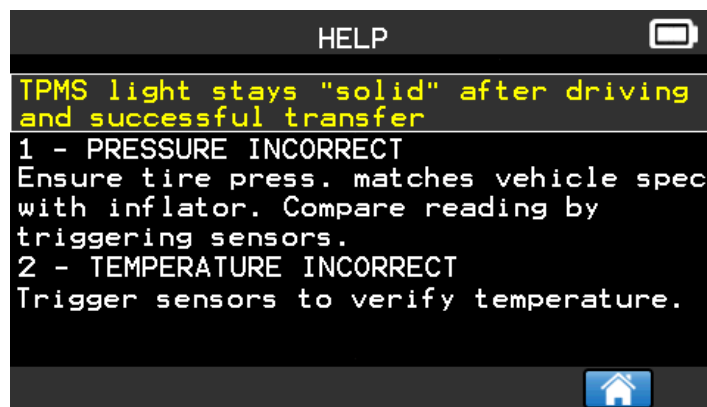 HELP
TPMS light stays "solid" after driving
and successful transfer
1 - PRESSURE INCORRECT
Ensure tire press. matches vehicle spec
with inflator. Compare reading by
triggering sensors.
2 - TEMPERATURE INCORRECT
Trigger sensors to verify temperature.